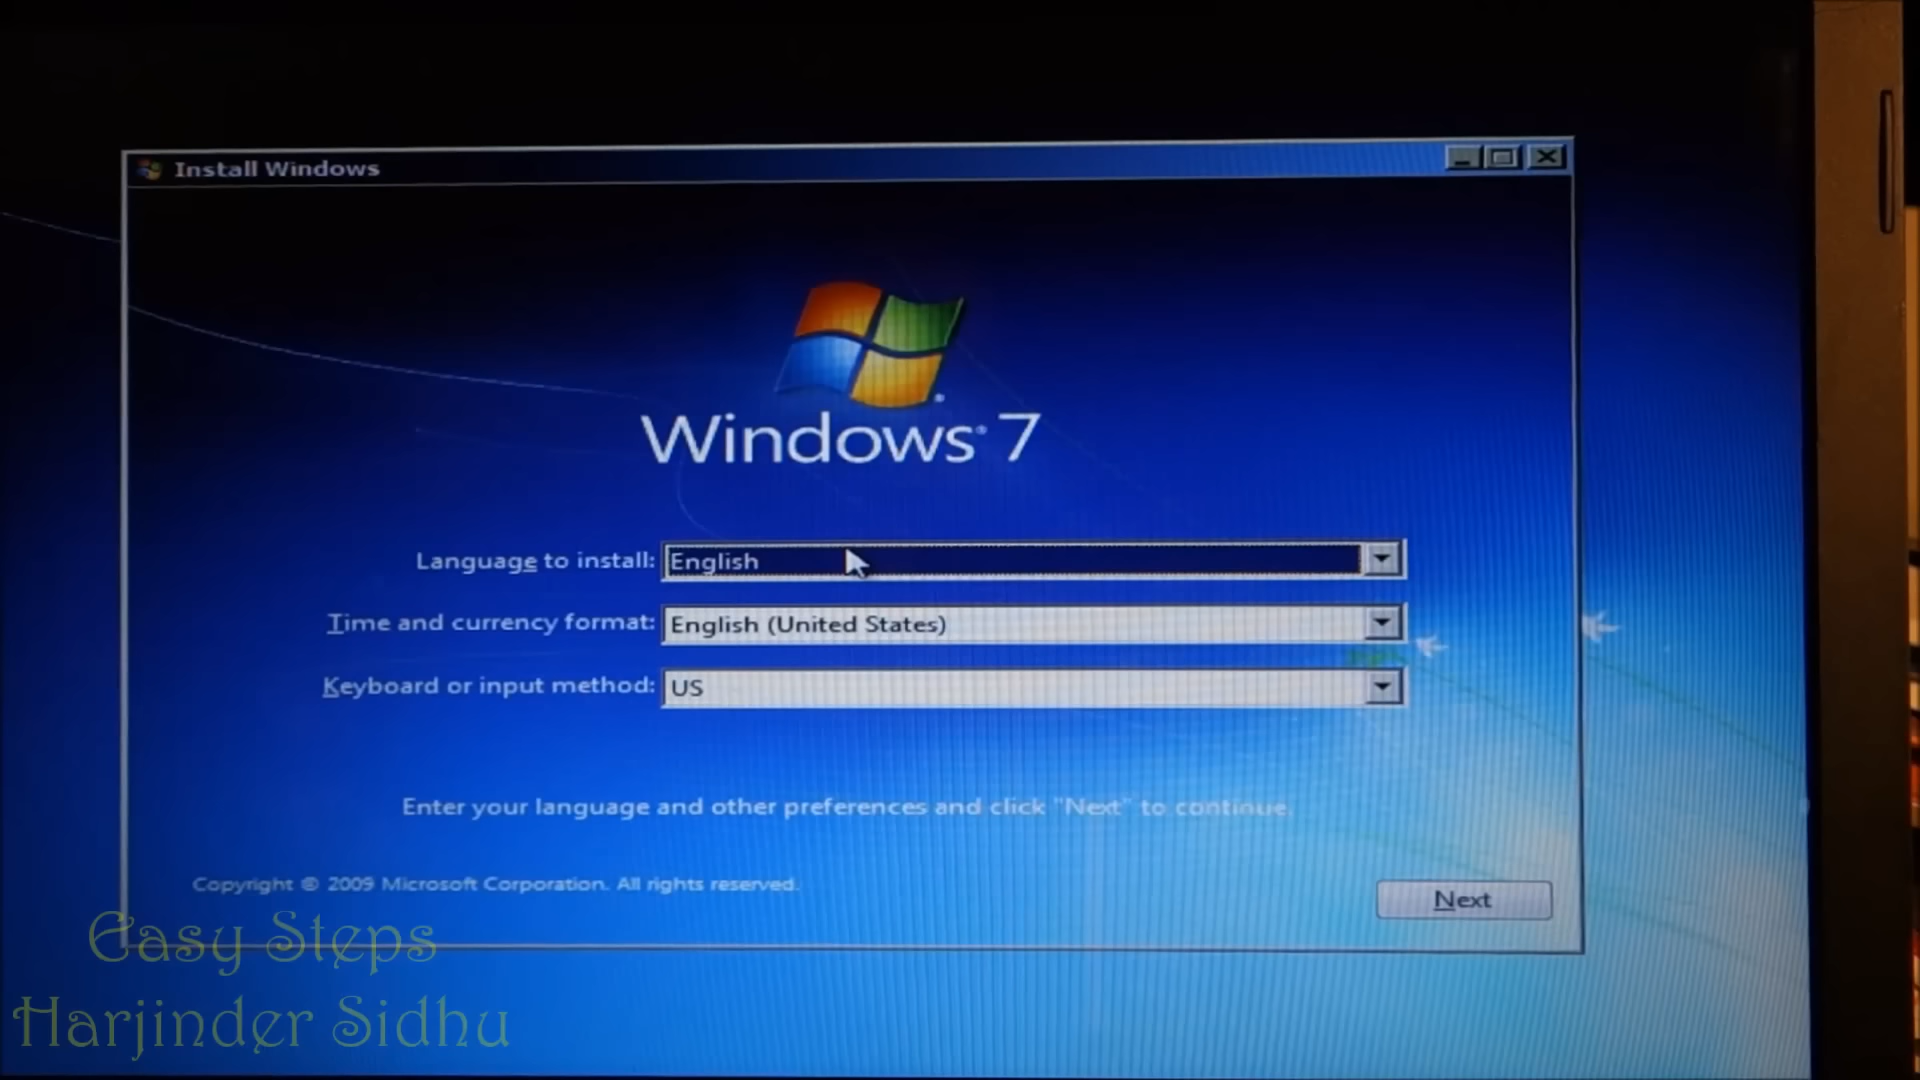 Install Windows
Windows® 7
Language to install: English
Time and currency format: English (United States)
Keyboard or input method: US
Enter your language and other preferences and click "Next" to continue.
Copyright © 2009 Microsoft Corporation. All rights reserved.
Next
Easy Steps
Harjinder Sidhu